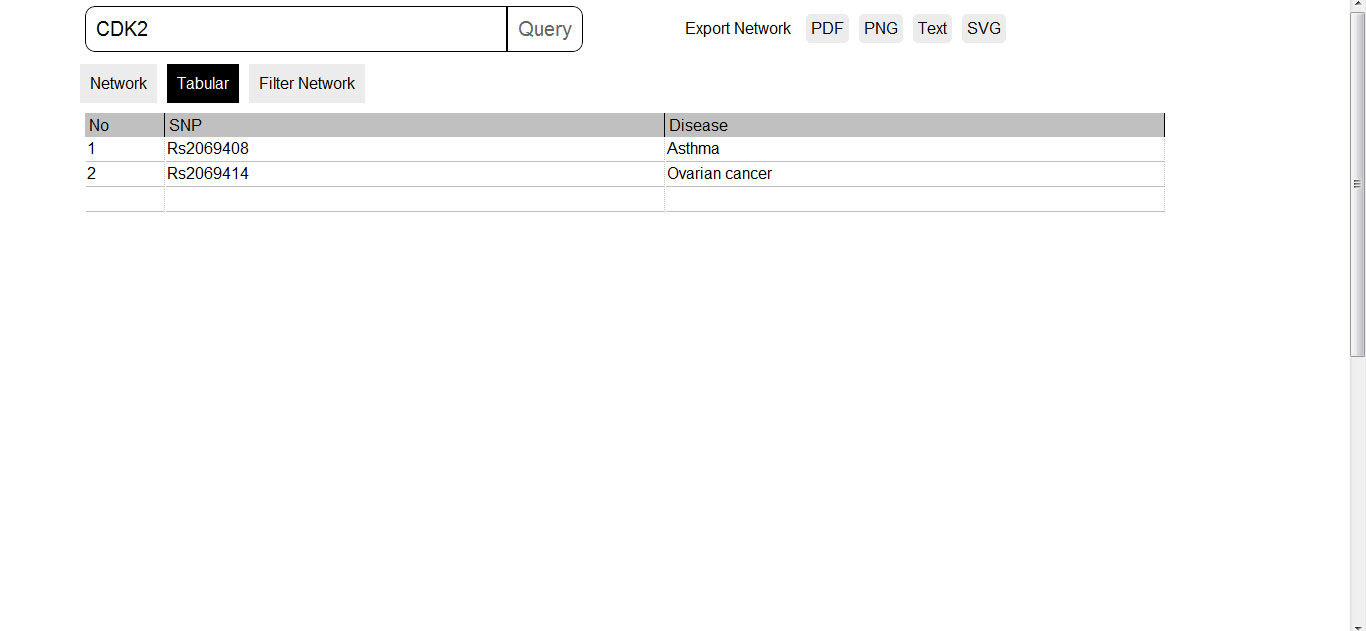 CDK2 Query Export Network PDF PNG Text SVG
Network Tabular Filter Network
No SNP Disease
1 Rs2069408 Asthma
2 Rs2069414 Ovarian cancer